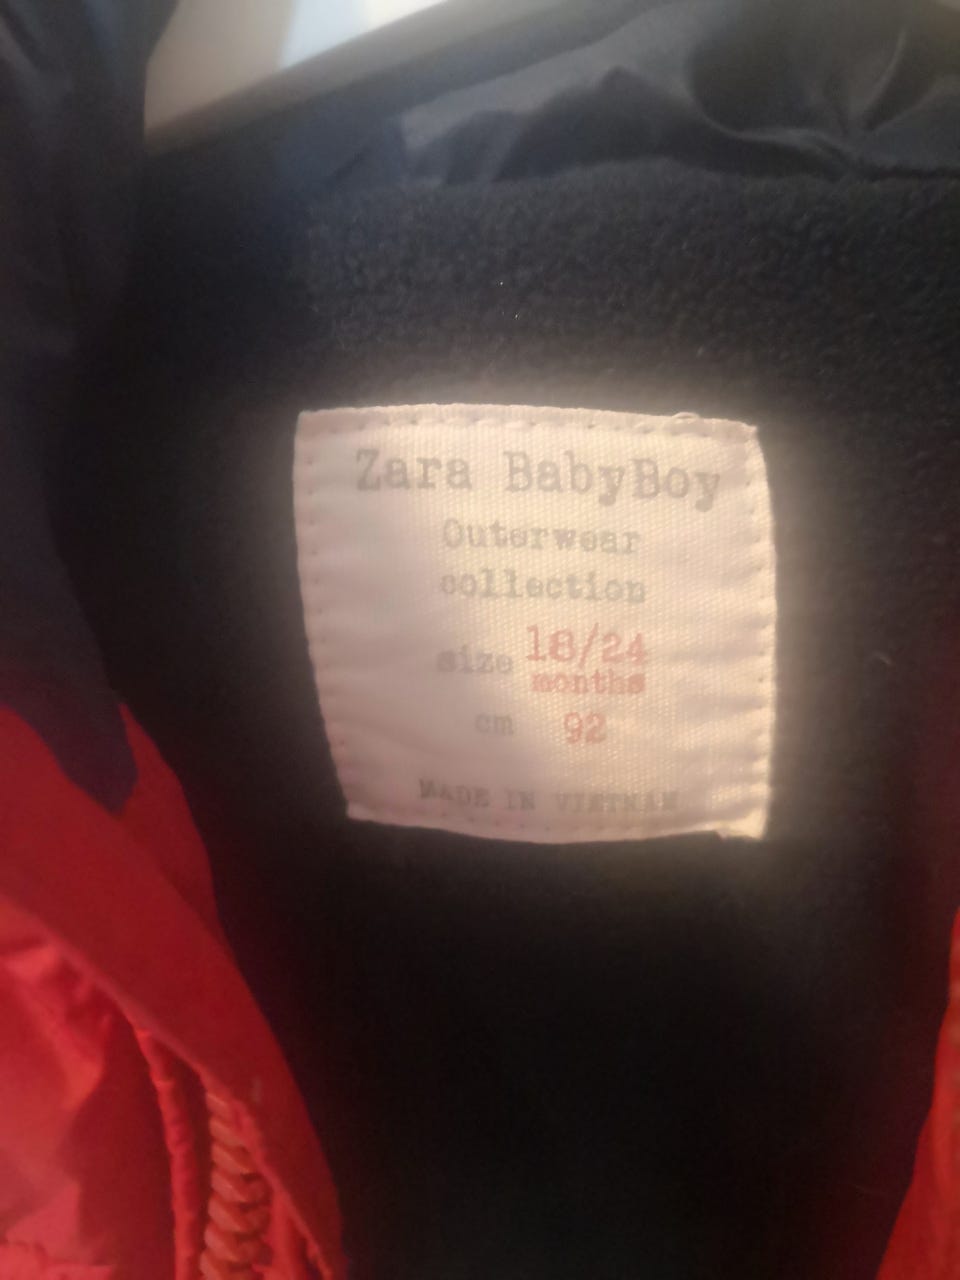 Zara BabyBoy
Outerwear
collection
size 18/24
months
cm 92
MADE IN VIETNAM